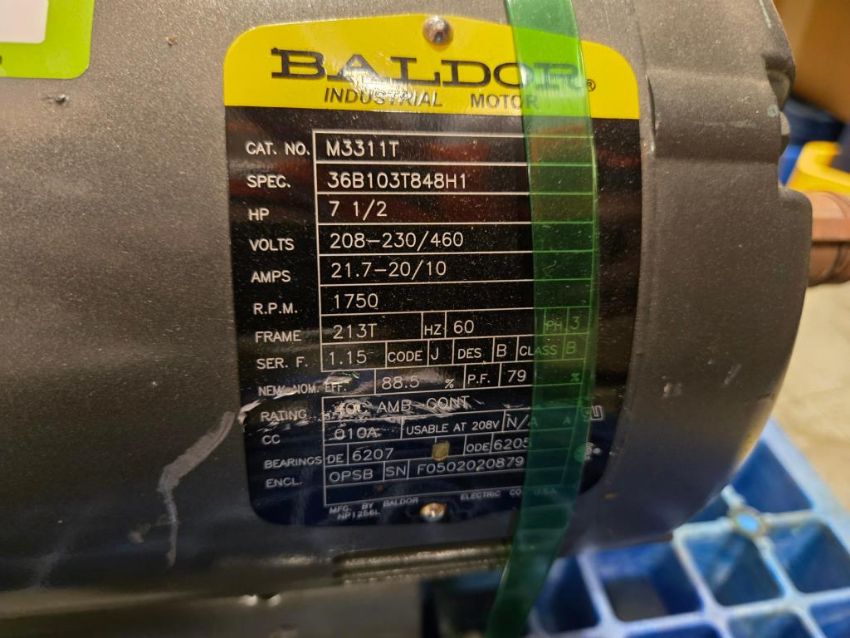 BALDOR®
INDUSTRIAL MOTOR
CAT. NO. M3311T
SPEC. 36B103T848H1
HP 7 1/2
VOLTS 208-230/460
AMPS 21.7-20/10
R.P.M. 1750
FRAME 213T HZ 60 PH 3
SER. F. 1.15 CODE J DES B CLASS B
NEMA NOM. EFF. 88.5 % P.F. 79 %
RATING 40C AMB-CONT
CC 010A USABLE AT 208V N/A A
BEARINGS DE 6207 ODE 6205
ENCL. OPSB SN F0502020879
MFG. BY BALDOR ELECTRIC CO. U.S.A.
NP1256L